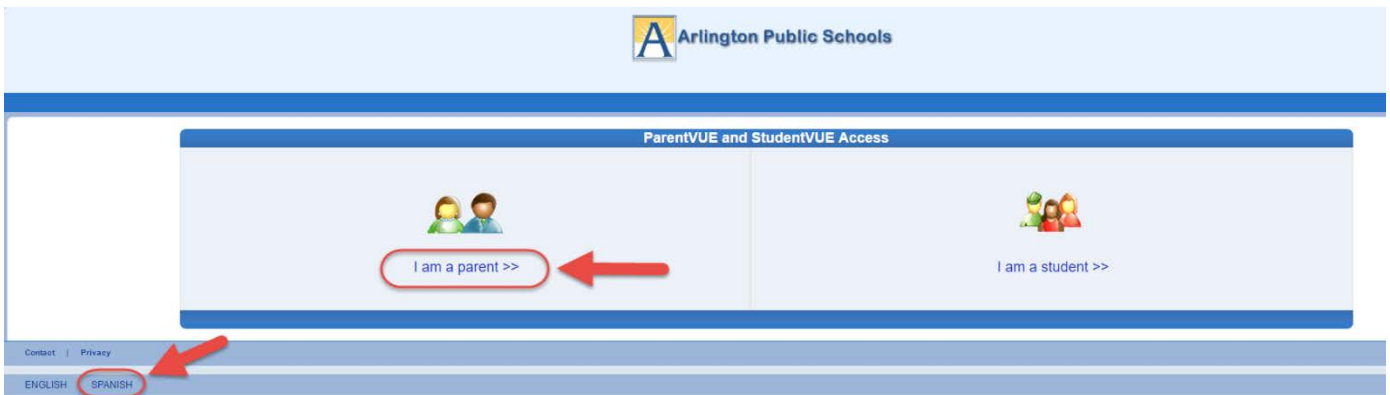 A Arlington Public Schools
ParentVUE and StudentVUE Access
I am a parent >>
I am a student >>
Contact | Privacy
ENGLISH SPANISH